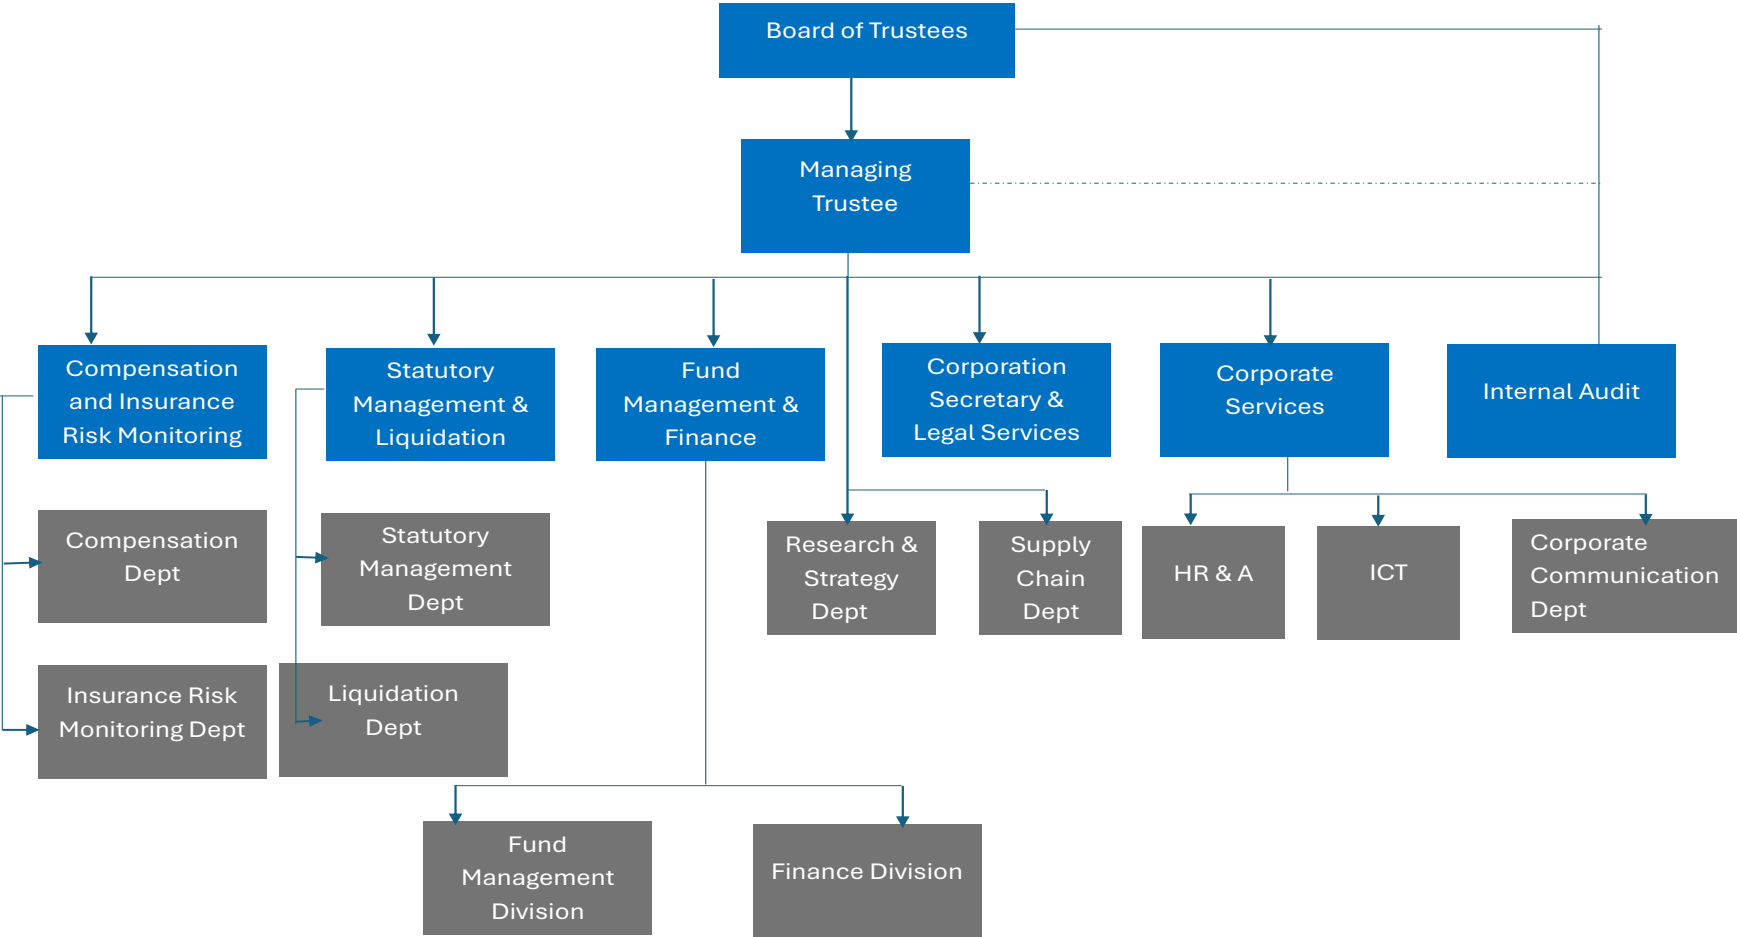 Board of Trustees
Managing
Trustee
Compensation
and Insurance
Risk Monitoring
Statutory
Management &
Liquidation
Fund
Management &
Finance
Corporation
Secretary &
Legal Services
Corporate
Services
Internal Audit
Compensation
Dept
Statutory
Management
Dept
Research &
Strategy
Dept
Supply
Chain
Dept
HR & A
ICT
Corporate
Communication
Dept
Insurance Risk
Monitoring Dept
Liquidation
Dept
Fund
Management
Division
Finance Division